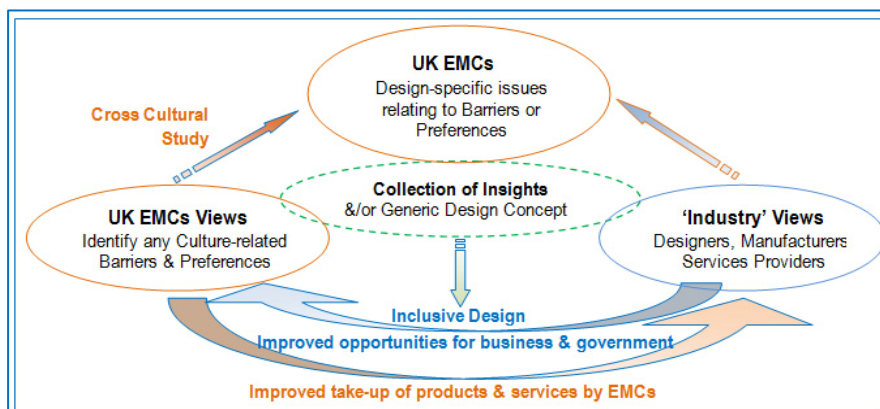 UK EMCs
Design-specific issues
relating to Barriers or
Preferences
Cross Cultural
Study
Collection of Insights
&/or Generic Design Concept
UK EMCs Views
Identify any Culture-related
Barriers & Preferences
‘Industry’ Views
Designers, Manufacturers
Services Providers
Inclusive Design
Improved opportunities for business & government
Improved take-up of products & services by EMCs